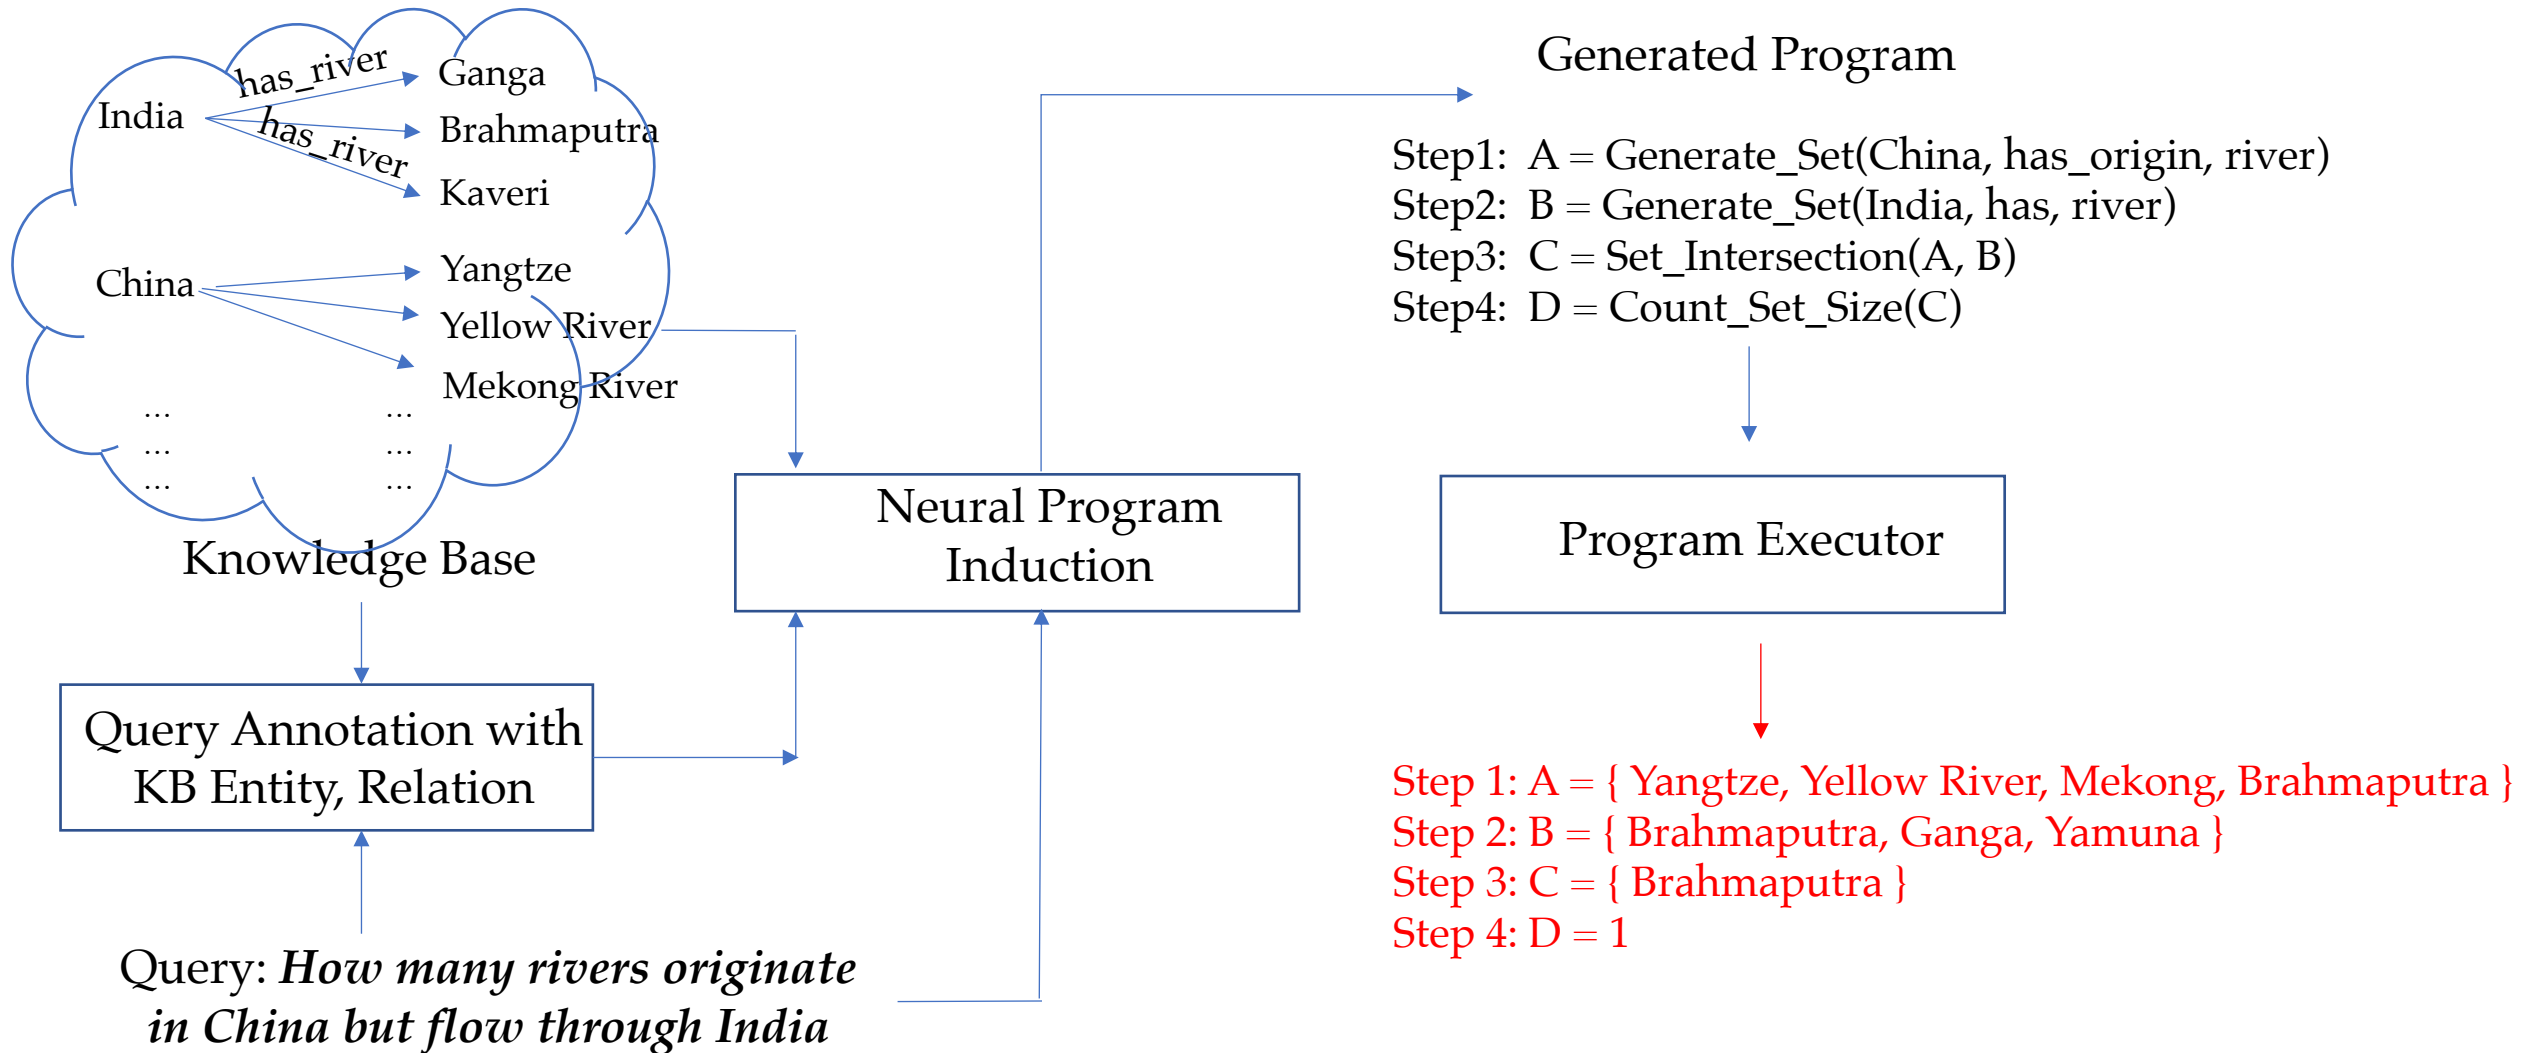 has_river
has_river
India
Ganga
Brahmaputra
Kaveri
China
Yangtze
Yellow River
Mekong River
... ...
... ...
... ...
Knowledge Base
Query Annotation with
KB Entity, Relation
Query: How many rivers originate
in China but flow through India
Neural Program
Induction
Generated Program
Step1: A = Generate_Set(China, has_origin, river)
Step2: B = Generate_Set(India, has, river)
Step3: C = Set_Intersection(A, B)
Step4: D = Count_Set_Size(C)
Program Executor
Step 1: A = { Yangtze, Yellow River, Mekong, Brahmaputra }
Step 2: B = { Brahmaputra, Ganga, Yamuna }
Step 3: C = { Brahmaputra }
Step 4: D = 1